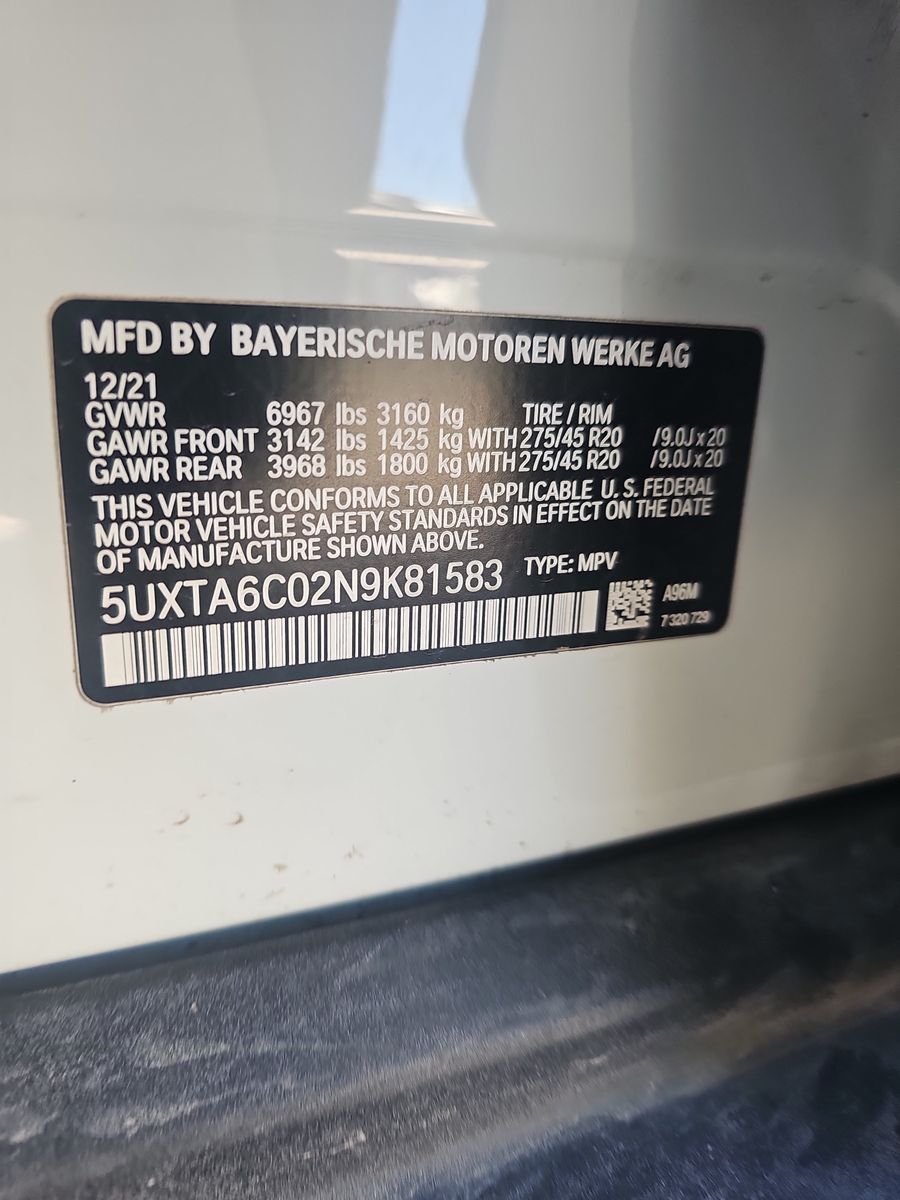 MFD BY BAYERISCHE MOTOREN WERKE AG
12/21
GVWR 6967 lbs 3160 kg TIRE / RIM
GAWR FRONT 3142 lbs 1425 kg WITH 275/45 R20 /9.0J x 20
GAWR REAR 3968 lbs 1800 kg WITH 275/45 R20 /9.0J x 20
THIS VEHICLE CONFORMS TO ALL APPLICABLE U. S. FEDERAL
MOTOR VEHICLE SAFETY STANDARDS IN EFFECT ON THE DATE
OF MANUFACTURE SHOWN ABOVE.
5UXTA6C02N9K81583 TYPE: MPV
A96M
7 320 729